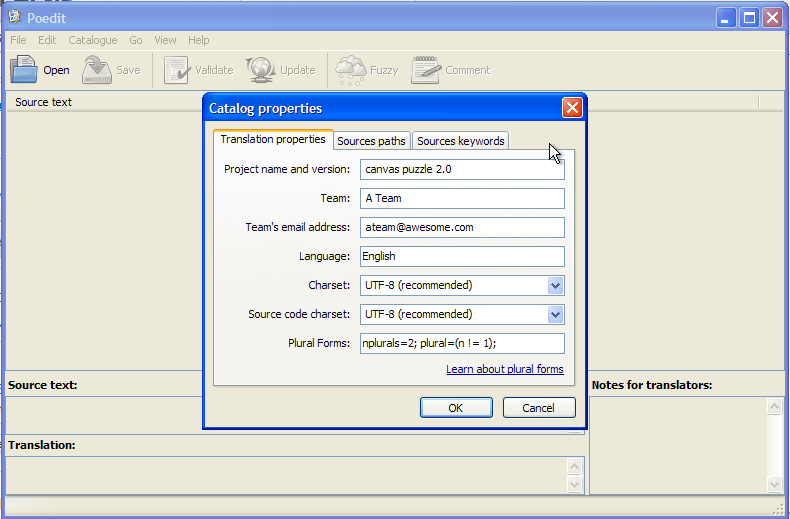 Poedit
File Edit Catalogue Go View Help
Open Save Validate Update Fuzzy Comment
Source text
Catalog properties
Translation properties Sources paths Sources keywords
Project name and version: canvas puzzle 2.0
Team: A Team
Team's email address: ateam@awesome.com
Language: English
Charset: UTF-8 (recommended)
Source code charset: UTF-8 (recommended)
Plural Forms: nplurals=2; plural=(n != 1);
Learn about plural forms
OK Cancel
Source text: Notes for translators:
Translation: